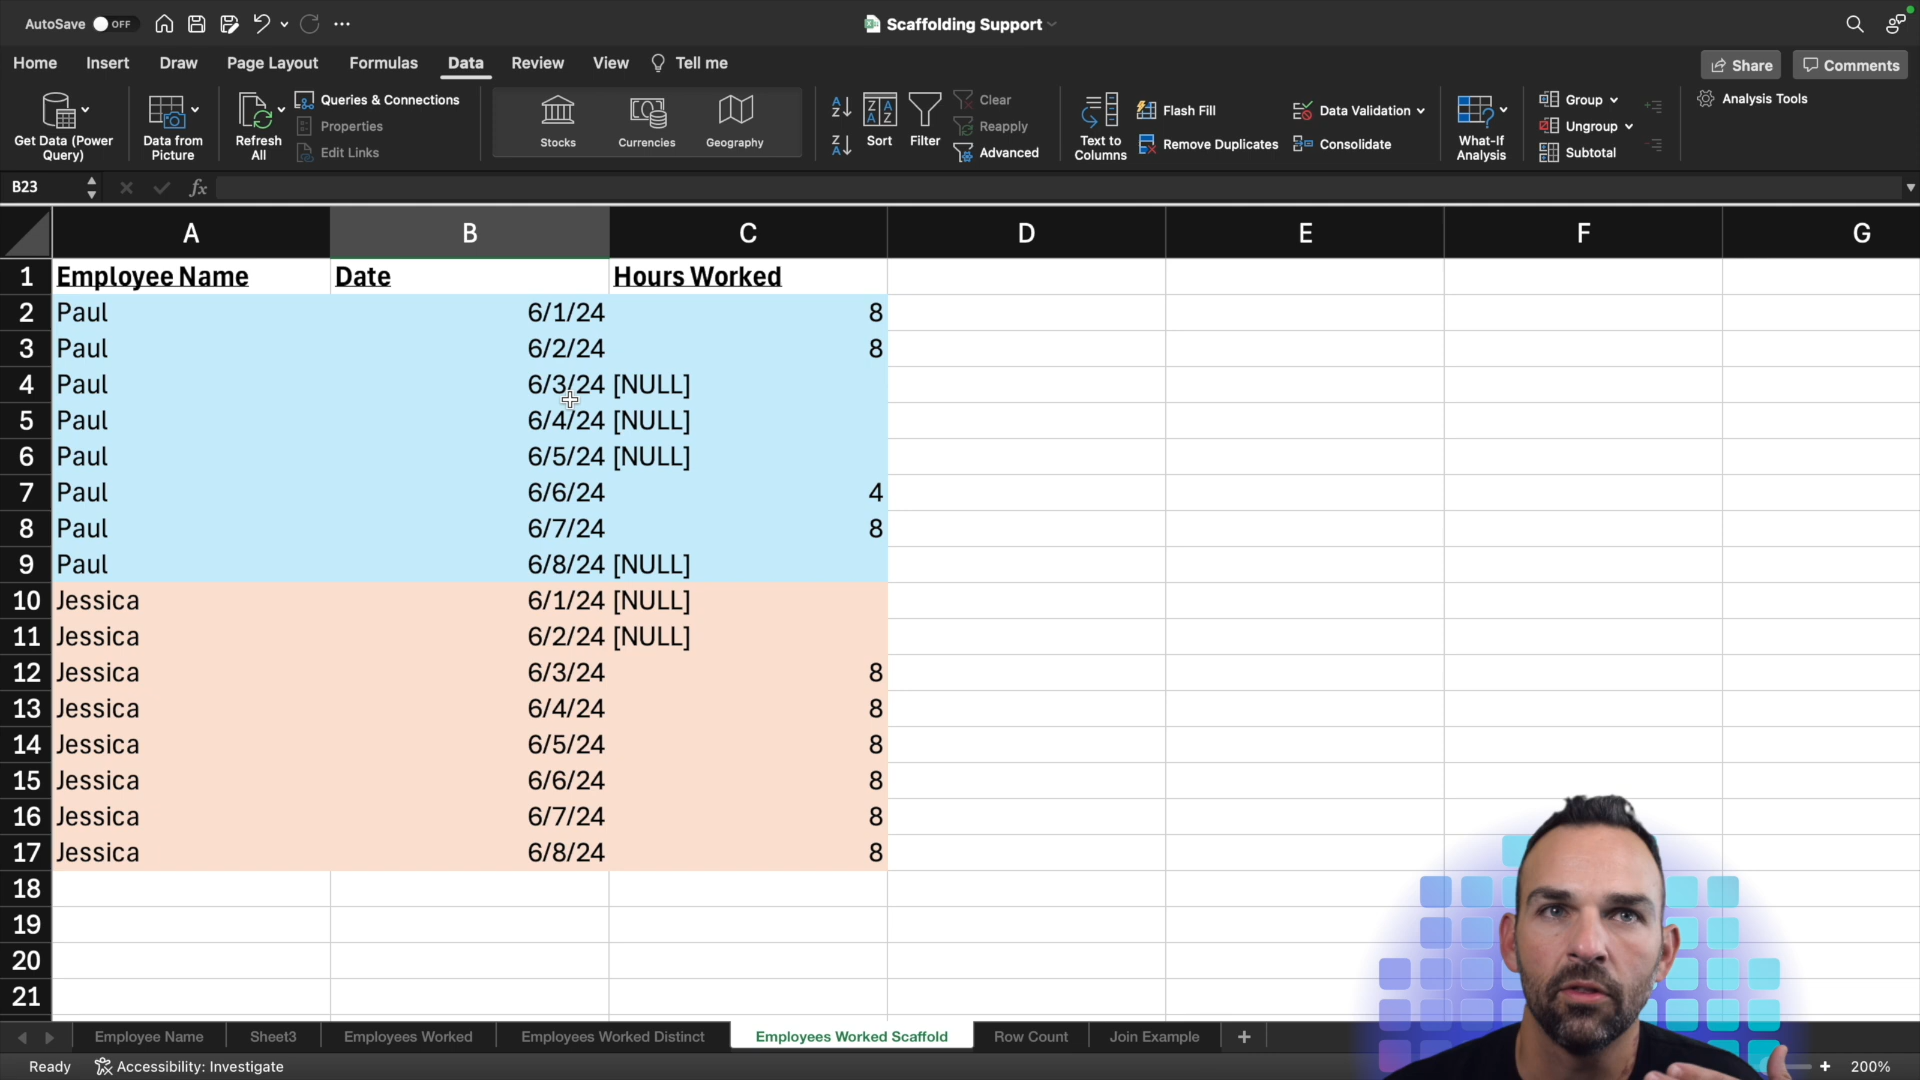 AutoSave OFF
Scaffolding Support
Home Insert Draw Page Layout Formulas Data Review View Tell me
Share Comments
Get Data (Power Query)
Data from Picture
Refresh All
Queries & Connections
Properties
Edit Links
Stocks Currencies Geography
Sort
Filter
Clear
Reapply
Advanced
Text to Columns
Flash Fill
Remove Duplicates
Data Validation
Consolidate
What-If Analysis
Group
Ungroup
Subtotal
Analysis Tools
B23 fx
A B C D E F G
1 Employee Name Date Hours Worked
2 Paul 6/1/24 8
3 Paul 6/2/24 8
4 Paul 6/3/24 [NULL]
5 Paul 6/4/24 [NULL]
6 Paul 6/5/24 [NULL]
7 Paul 6/6/24 4
8 Paul 6/7/24 8
9 Paul 6/8/24 [NULL]
10 Jessica 6/1/24 [NULL]
11 Jessica 6/2/24 [NULL]
12 Jessica 6/3/24 8
13 Jessica 6/4/24 8
14 Jessica 6/5/24 8
15 Jessica 6/6/24 8
16 Jessica 6/7/24 8
17 Jessica 6/8/24 8
18
19
20
21
Employee Name Sheet3 Employees Worked Employees Worked Distinct Employees Worked Scaffold Row Count Join Example +
Ready Accessibility: Investigate + 200%